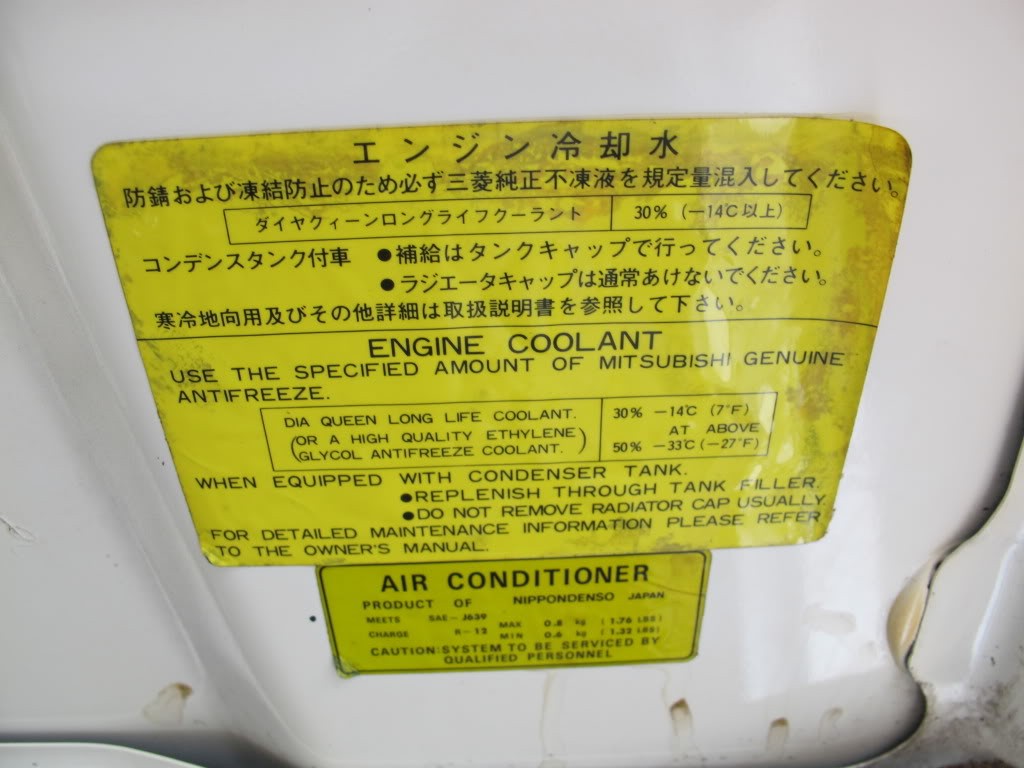 エンジン冷却水
防錆および凍結防止のため必ず三菱純正不凍液を規定量混入してください。
ダイヤクィーンロングライフクーラント 30% (−14℃以上)
コンデンスタンク付車 ●補給はタンクキャップで行ってください。
●ラジエータキャップは通常あけないでください。
寒冷地向用及びその他詳細は取扱説明書を参照して下さい。
ENGINE COOLANT
USE THE SPECIFIED AMOUNT OF MITSUBISHI GENUINE
ANTIFREEZE.
DIA QUEEN LONG LIFE COOLANT. 30% −14℃ (7°F)
(OR A HIGH QUALITY ETHYLENE AT ABOVE
GLYCOL ANTIFREEZE COOLANT.) 50% −33℃ (−27°F)
WHEN EQUIPPED WITH CONDENSER TANK.
●REPLENISH THROUGH TANK FILLER.
●DO NOT REMOVE RADIATOR CAP USUALLY.
FOR DETAILED MAINTENANCE INFORMATION PLEASE REFER
TO THE OWNER'S MANUAL.
AIR CONDITIONER
PRODUCT OF NIPPONDENSO JAPAN
MEETS SAE-J639 MAX 0.8 kg (1.76 LBS)
CHARGE R-12 MIN 0.6 kg (1.32 LBS)
CAUTION:SYSTEM TO BE SERVICED BY
QUALIFIED PERSONNEL